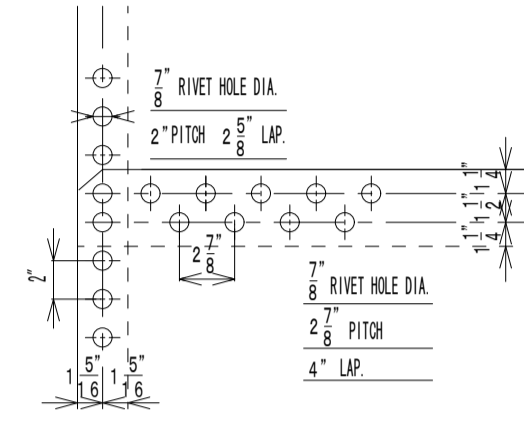 7/8" RIVET HOLE DIA.
2" PITCH 2 5/8" LAP.
1 1/4"
1 1/2"
1 1/4"
2 7/8"
2"
7/8" RIVET HOLE DIA.
2 7/8" PITCH
4" LAP.
1 5/16" 1 5/16"